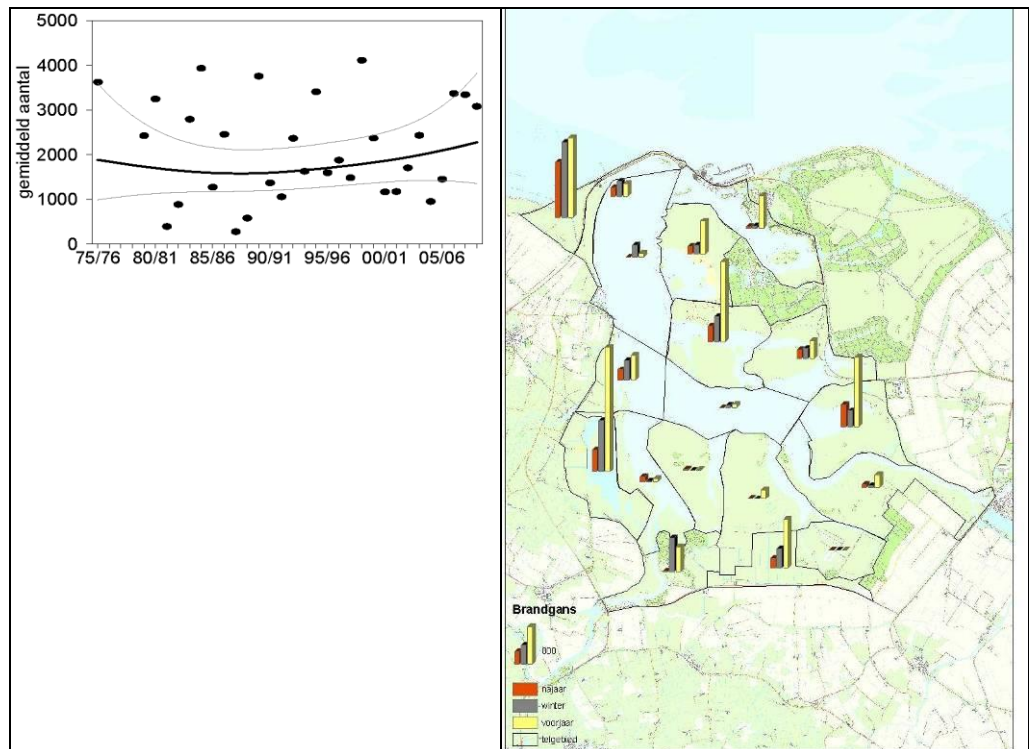 5000
4000
3000
2000
1000
0
gemiddeld aantal
75/76 80/81 85/86 90/91 95/96 00/01 05/06
Brandgans
800
najaar
winter
voorjaar
telgebied